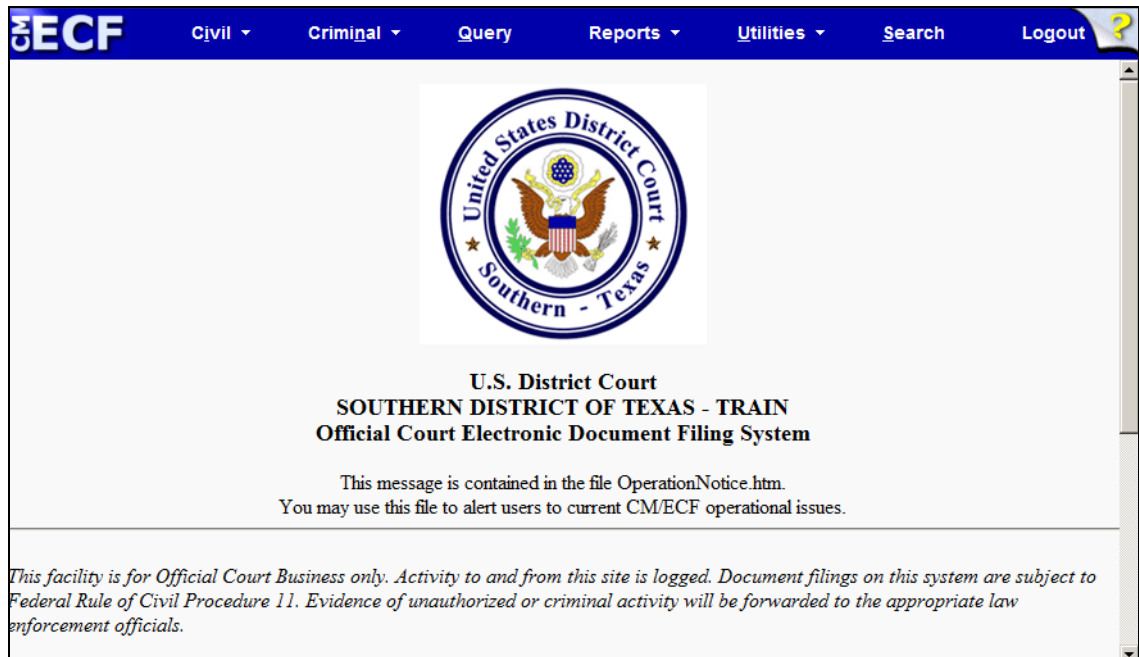 CM ECF Civil Criminal Query Reports Utilities Search Logout ?
United States District Court
Southern - Texas
U.S. District Court
SOUTHERN DISTRICT OF TEXAS - TRAIN
Official Court Electronic Document Filing System
This message is contained in the file OperationNotice.htm.
You may use this file to alert users to current CM/ECF operational issues.
This facility is for Official Court Business only. Activity to and from this site is logged. Document filings on this system are subject to
Federal Rule of Civil Procedure 11. Evidence of unauthorized or criminal activity will be forwarded to the appropriate law
enforcement officials.